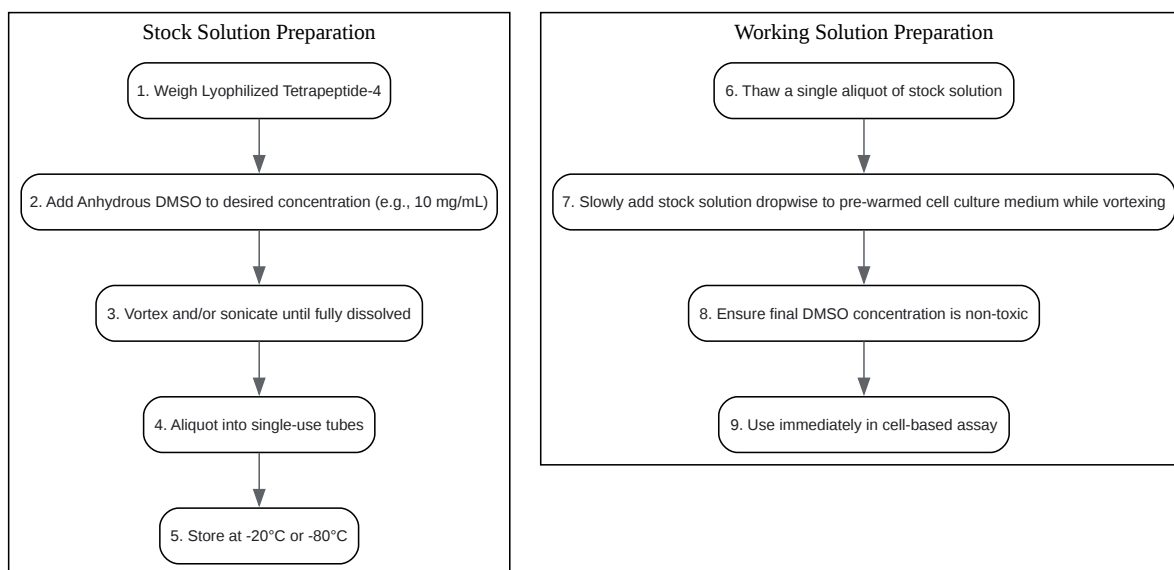 Stock Solution Preparation
1. Weigh Lyophilized Tetrapeptide-4
2. Add Anhydrous DMSO to desired concentration (e.g., 10 mg/mL)
3. Vortex and/or sonicate until fully dissolved
4. Aliquot into single-use tubes
5. Store at -20°C or -80°C
Working Solution Preparation
6. Thaw a single aliquot of stock solution
7. Slowly add stock solution dropwise to pre-warmed cell culture medium while vortexing
8. Ensure final DMSO concentration is non-toxic
9. Use immediately in cell-based assay